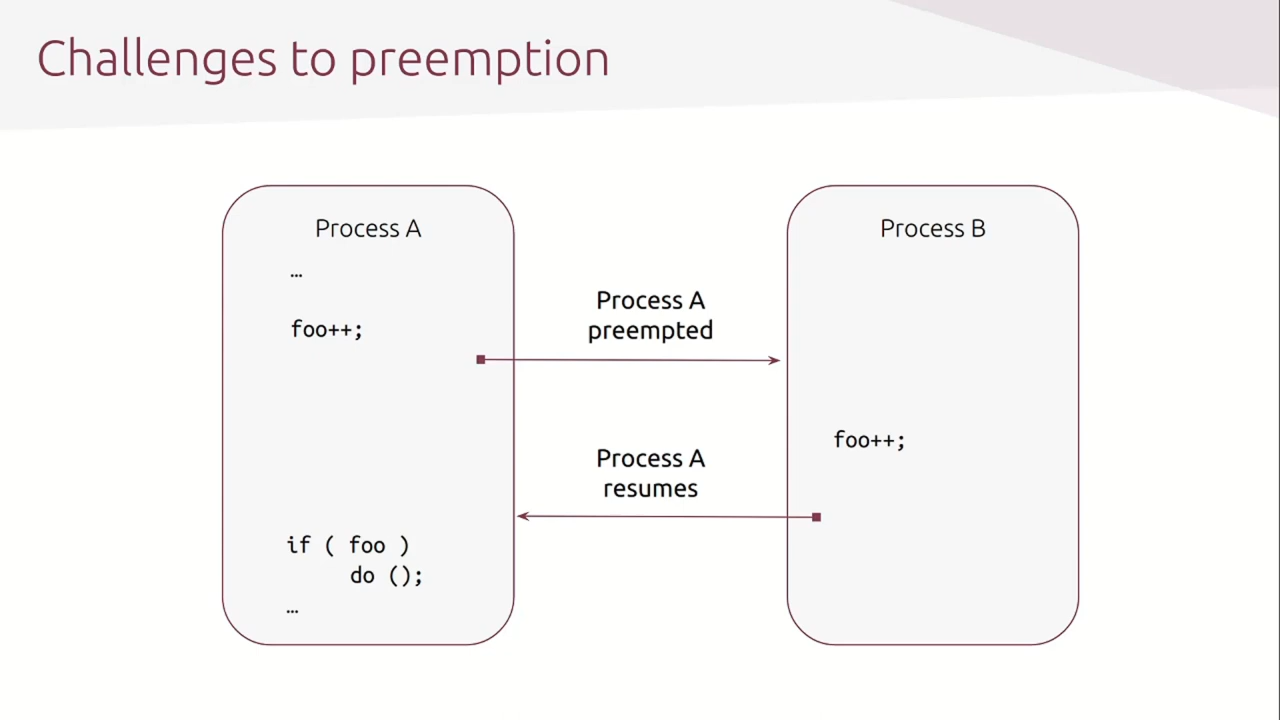 Challenges to preemption
Process A
…
foo++;
Process A
preempted
Process B
foo++;
Process A
resumes
if ( foo )
do ();
…